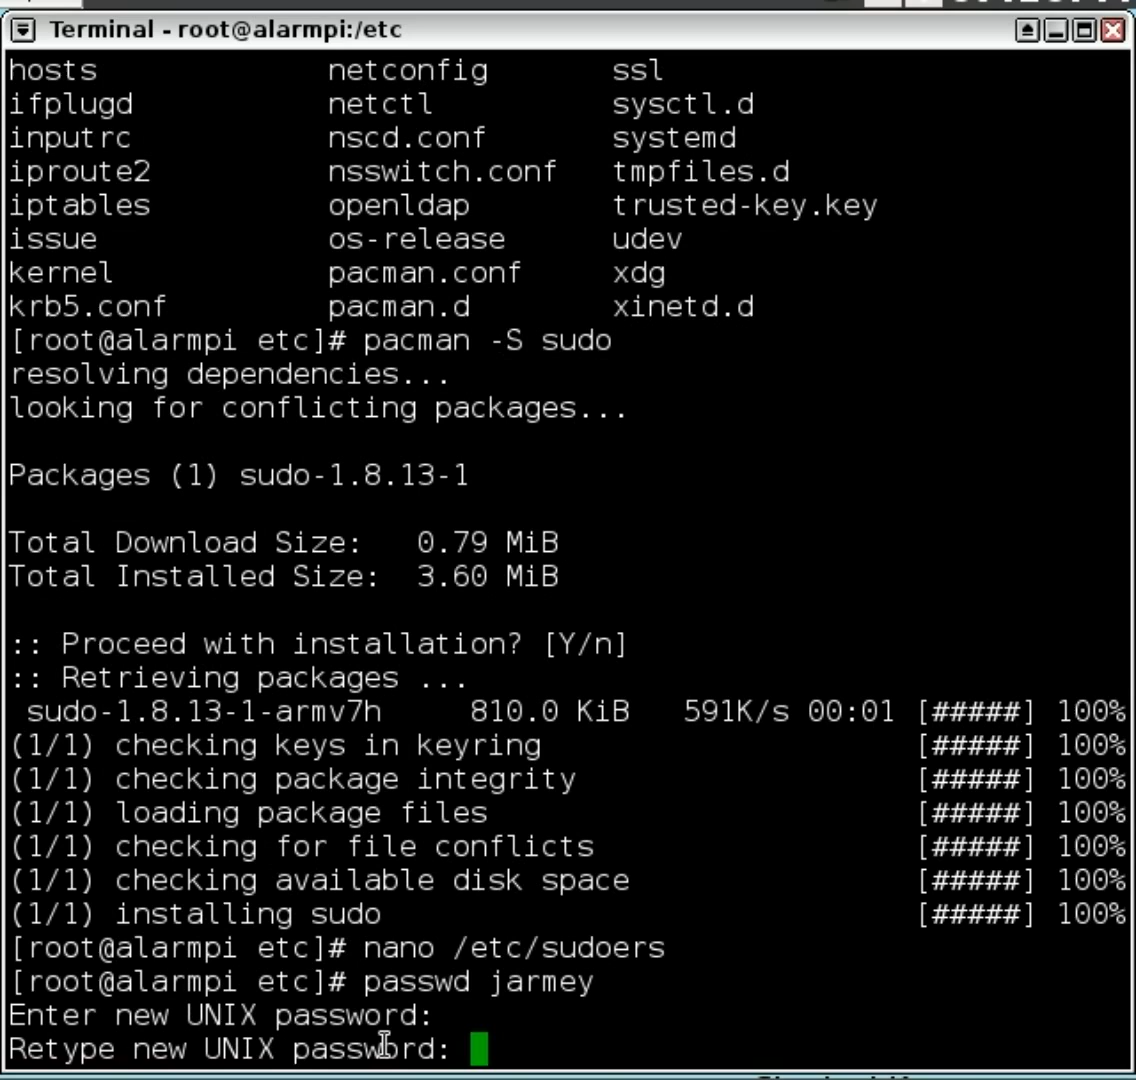 Terminal - root@alarmpi:/etc
hosts netconfig ssl
ifplugd netctl sysctl.d
inputrc nscd.conf systemd
iproute2 nsswitch.conf tmpfiles.d
iptables openldap trusted-key.key
issue os-release udev
kernel pacman.conf xdg
krb5.conf pacman.d xinetd.d
[root@alarmpi etc]# pacman -S sudo
resolving dependencies...
looking for conflicting packages...
Packages (1) sudo-1.8.13-1
Total Download Size: 0.79 MiB
Total Installed Size: 3.60 MiB
:: Proceed with installation? [Y/n]
:: Retrieving packages ...
sudo-1.8.13-1-armv7h 810.0 KiB 591K/s 00:01 [#####] 100%
(1/1) checking keys in keyring [#####] 100%
(1/1) checking package integrity [#####] 100%
(1/1) loading package files [#####] 100%
(1/1) checking for file conflicts [#####] 100%
(1/1) checking available disk space [#####] 100%
(1/1) installing sudo [#####] 100%
[root@alarmpi etc]# nano /etc/sudoers
[root@alarmpi etc]# passwd jarmey
Enter new UNIX password:
Retype new UNIX password: